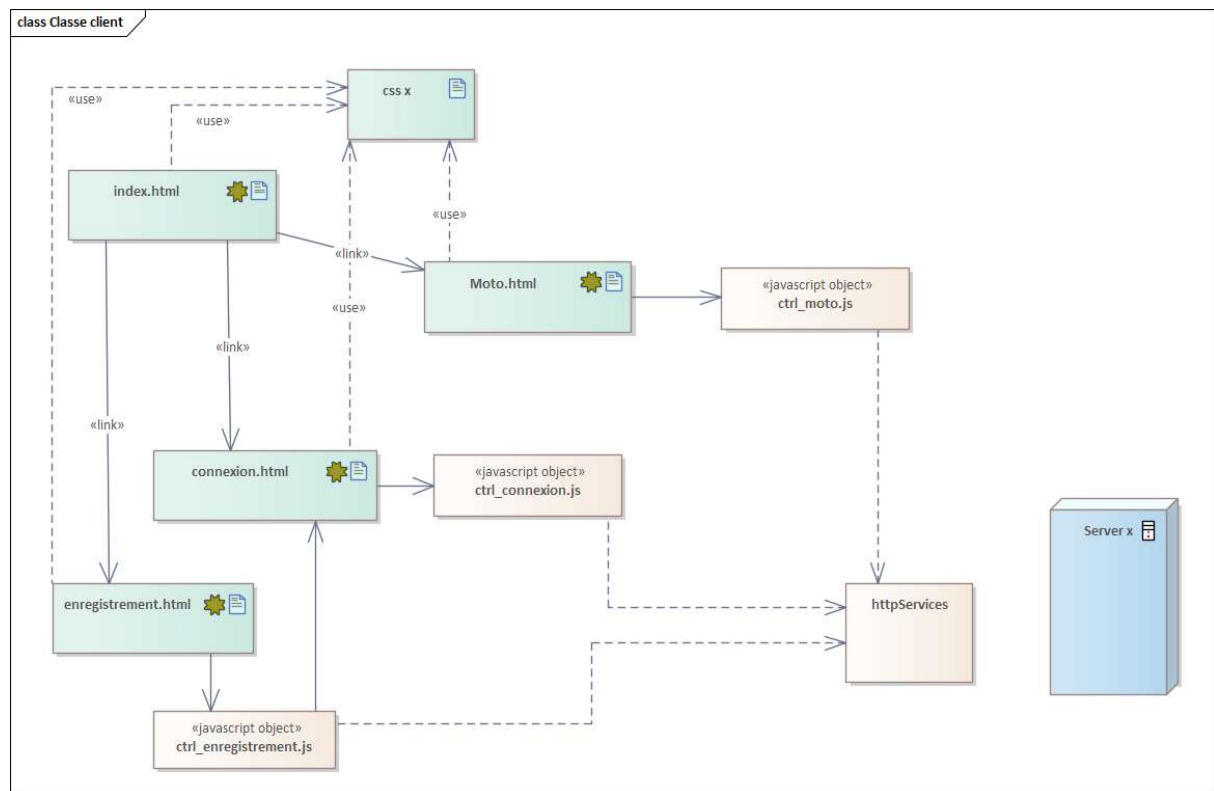 class Classe client
css x
«use»
«use»
index.html
«use»
«link»
Moto.html
«javascript object»
ctrl_moto.js
«use»
«link»
«link»
connexion.html
«javascript object»
ctrl_connexion.js
Server x
enregistrement.html
httpServices
«javascript object»
ctrl_enregistrement.js